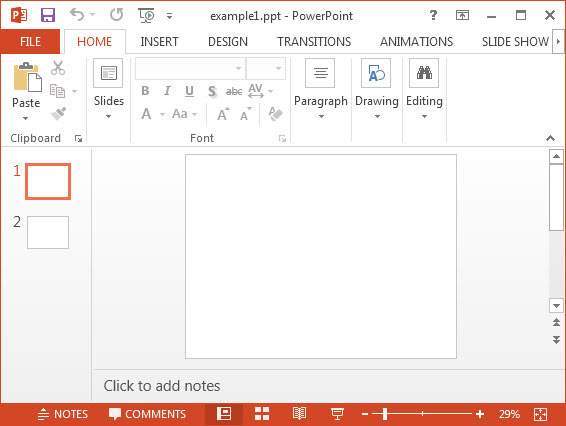 example1.ppt - PowerPoint
FILE HOME INSERT DESIGN TRANSITIONS ANIMATIONS SLIDE SHOW
Paste
Slides
B I U S abc AV
A Aa A A
Paragraph
Drawing
Editing
Clipboard
Font
1
2
Click to add notes
NOTES COMMENTS 29%